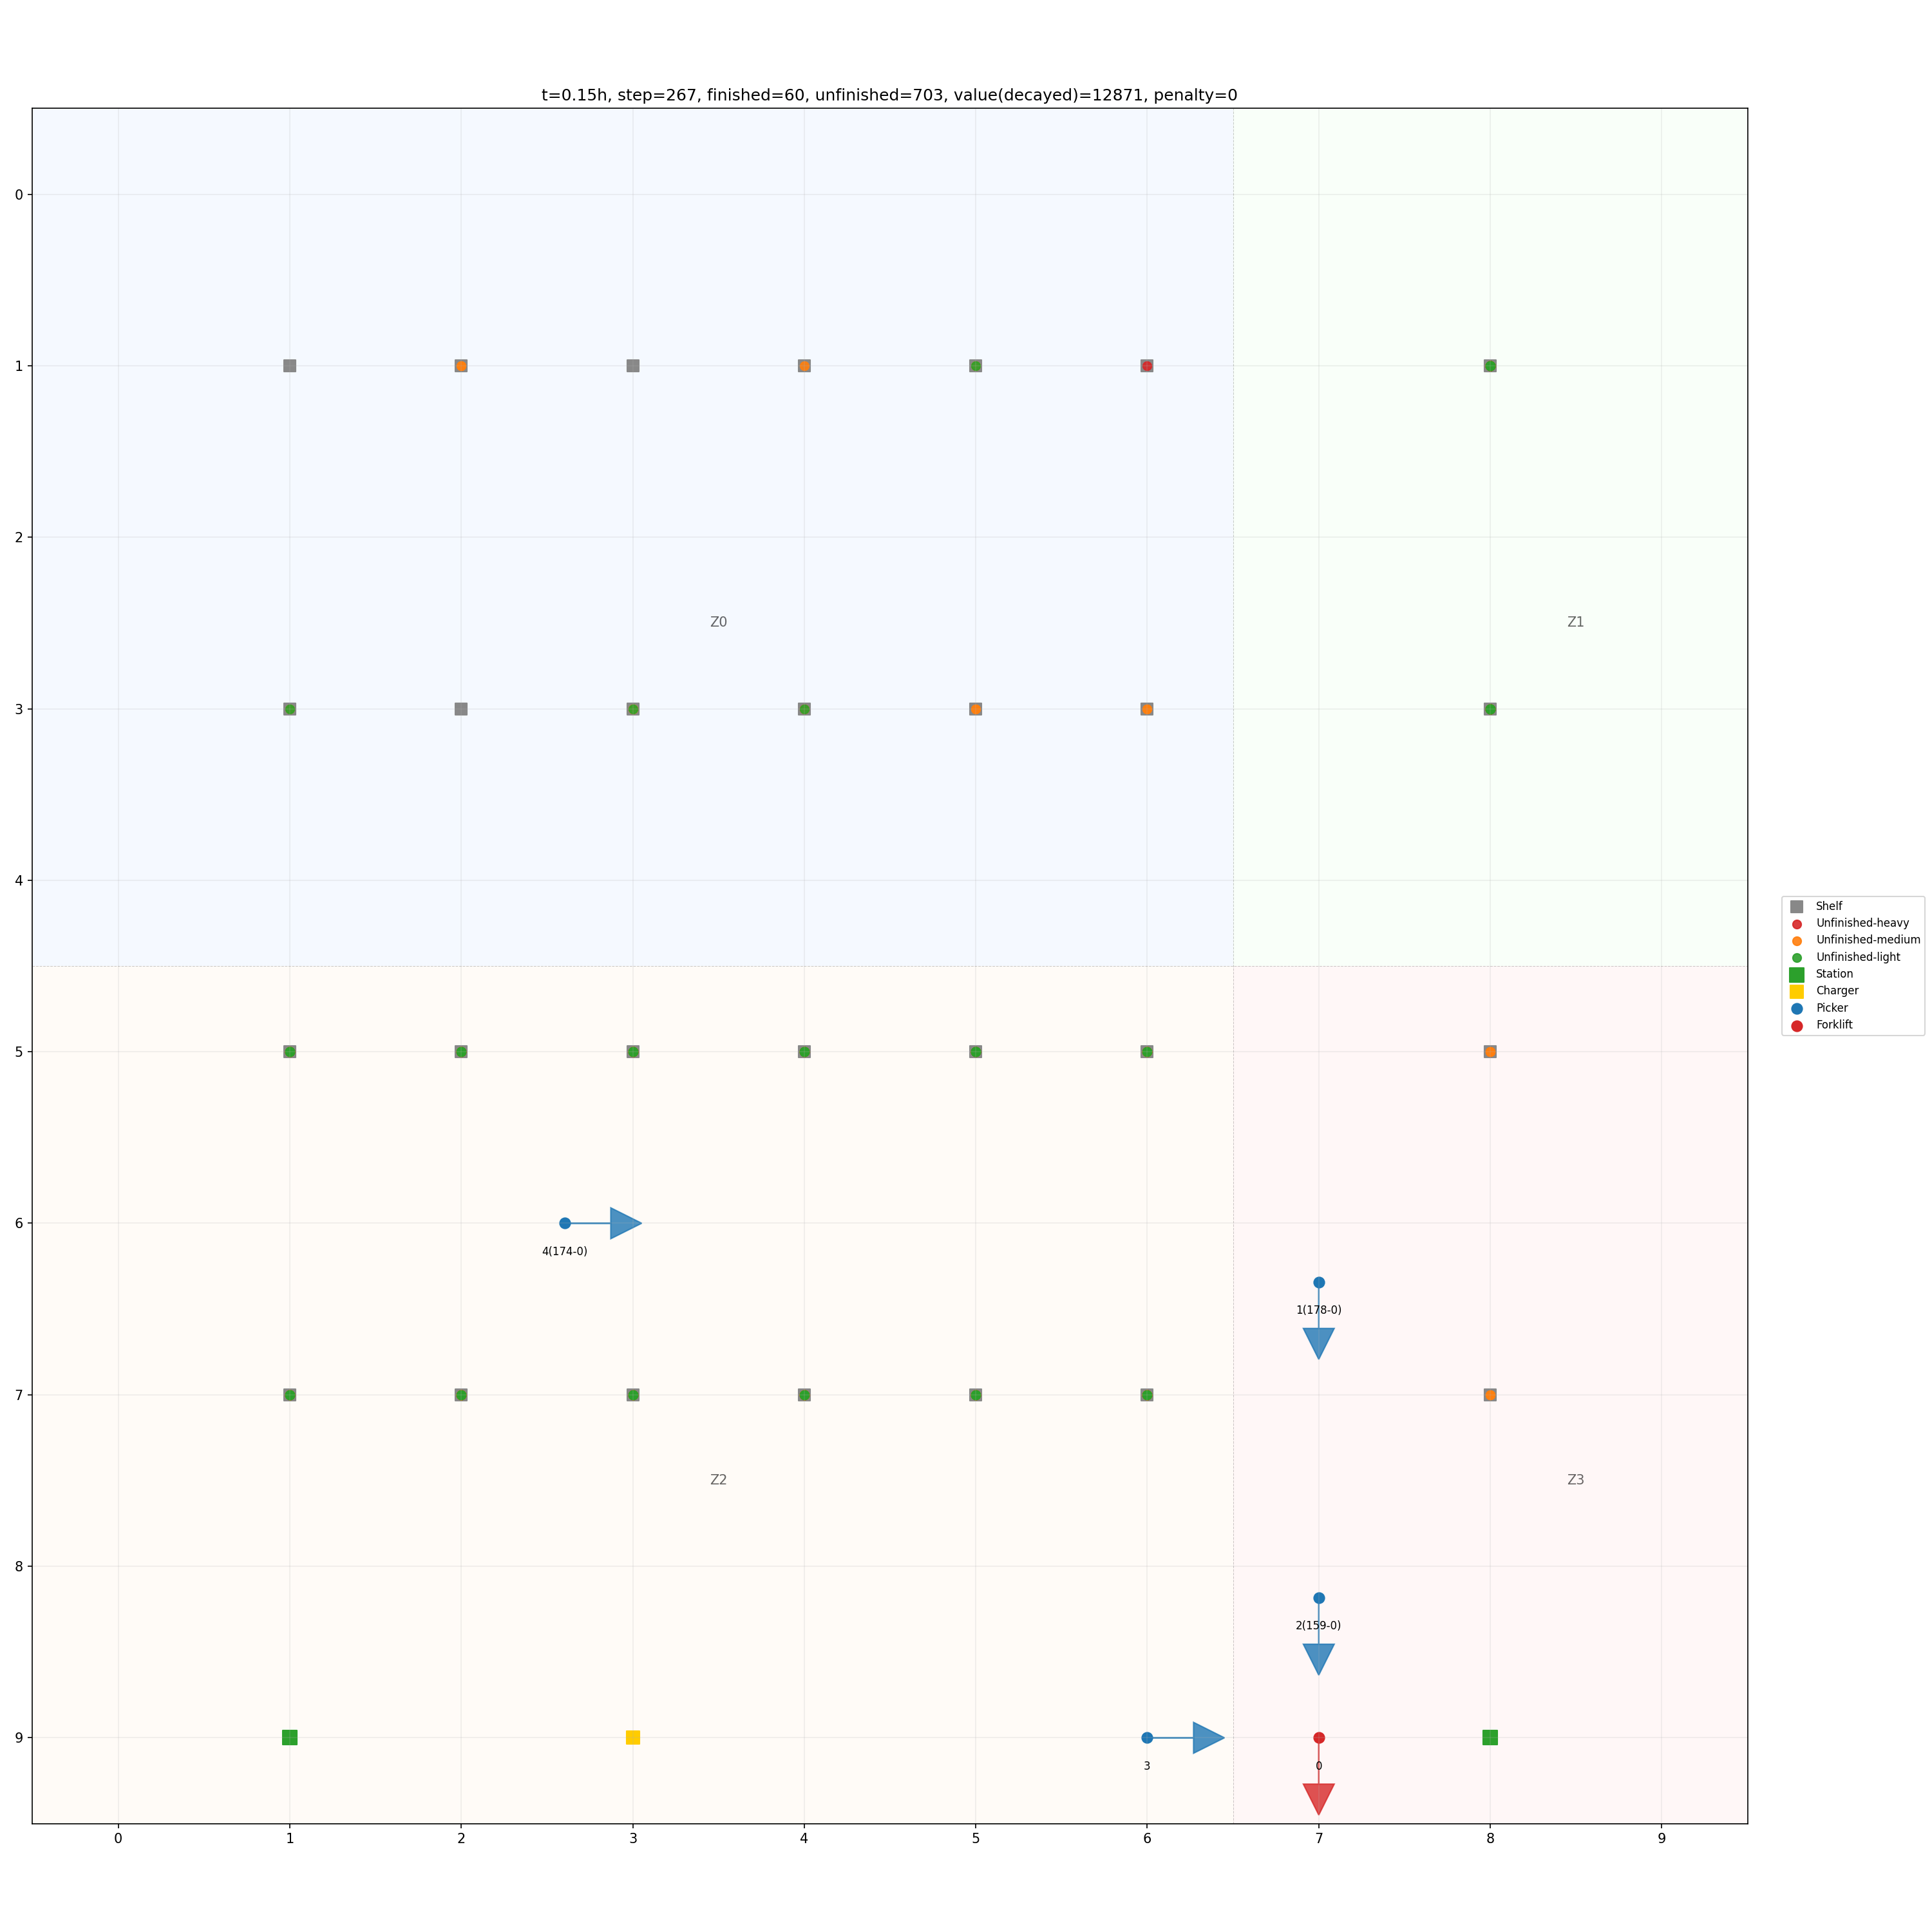 t=0.15h, step=267, finished=60, unfinished=703, value(decayed)=12871, penalty=0
0
1
2
Z0
Z1
3
4
Shelf
Unfinished-heavy
Unfinished-medium
Unfinished-light
Station
Charger
Picker
Forklift
5
6
4(174-0)
1(178-0)
7
Z2
Z3
8
2(159-0)
9
3
0
0 1 2 3 4 5 6 7 8 9